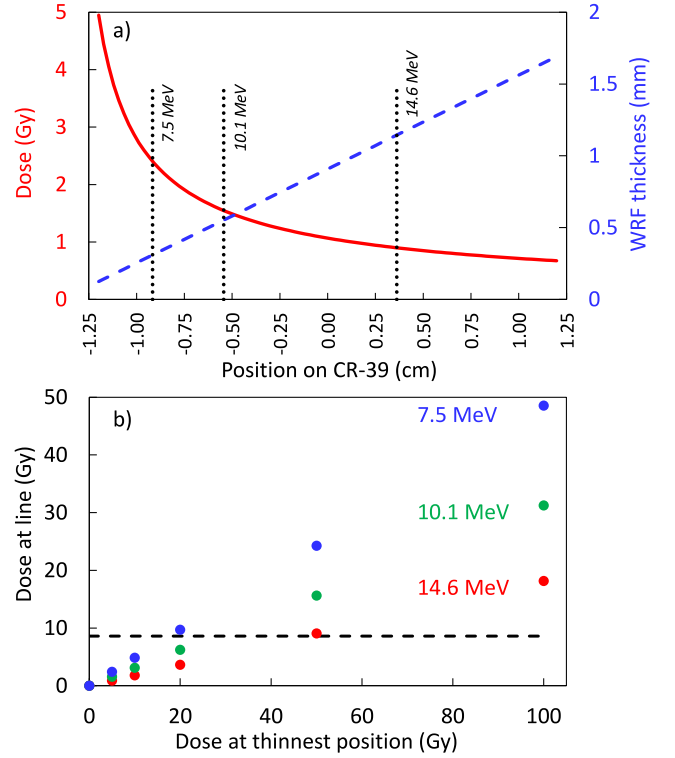 a)
5
4
3
2
1
0
Dose (Gy)
7.5 MeV
10.1 MeV
14.6 MeV
2
1.5
1
0.5
0
WRF thickness (mm)
-1.25
-1.00
-0.75
-0.50
-0.25
0.00
0.25
0.50
0.75
1.00
1.25
Position on CR-39 (cm)
b)
50
40
30
20
10
0
Dose at line (Gy)
7.5 MeV
10.1 MeV
14.6 MeV
0 20 40 60 80 100
Dose at thinnest position (Gy)